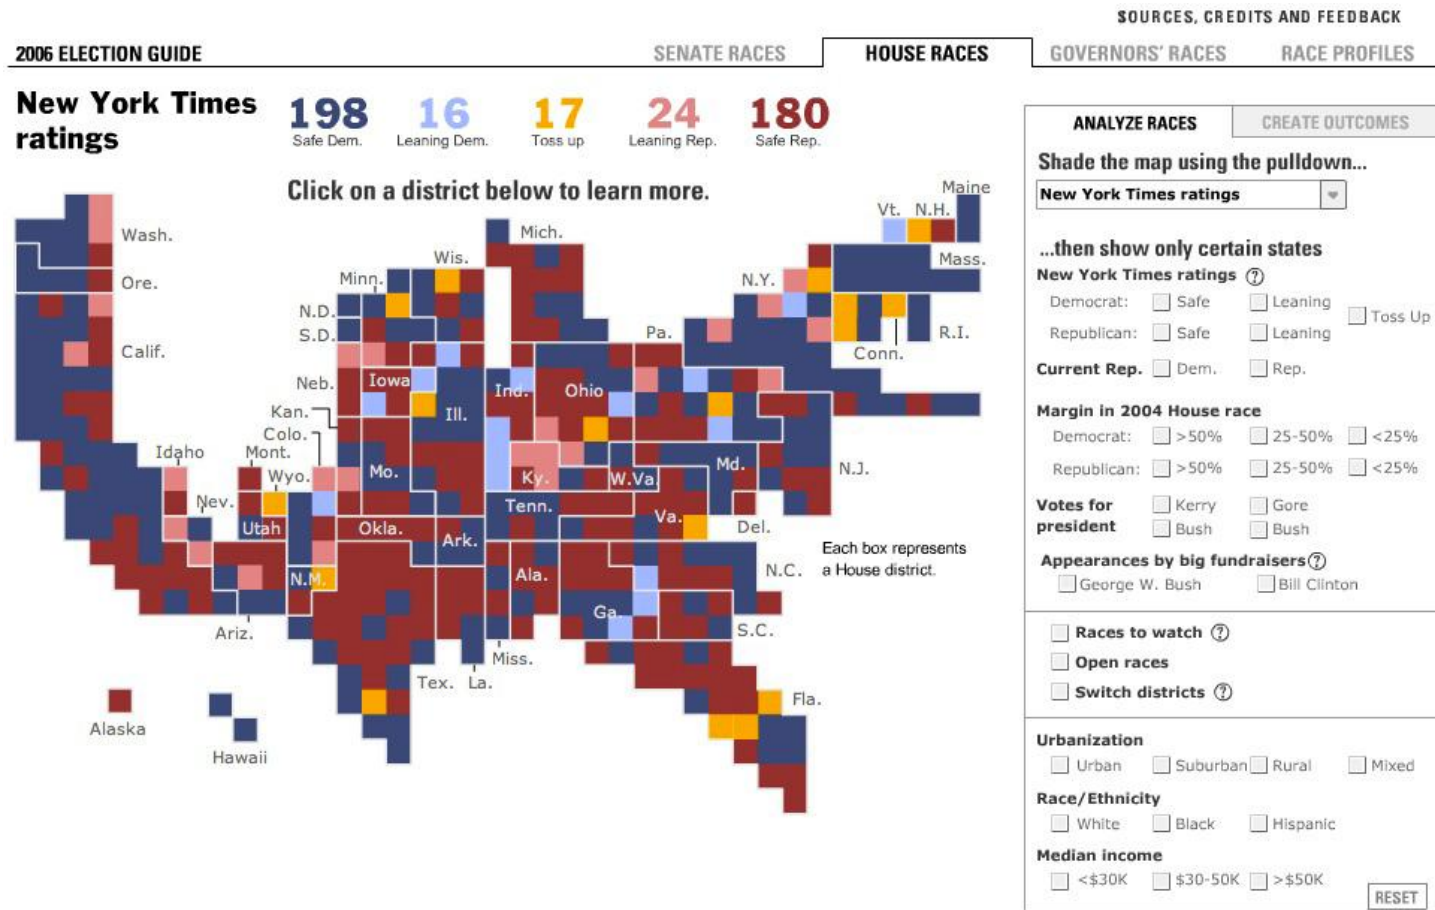 SOURCES, CREDITS AND FEEDBACK
2006 ELECTION GUIDE
SENATE RACES
HOUSE RACES
GOVERNORS' RACES
RACE PROFILES
New York Times
ratings
198
Safe Dem.
16
Leaning Dem.
17
Toss up
24
Leaning Rep.
180
Safe Rep.
Click on a district below to learn more.
Maine
Vt.
N.H.
Wash.
Mich.
Mass.
Wis.
Ore.
Minn.
N.Y.
N.D.
S.D.
Pa.
R.I.
Calif.
Conn.
Neb.
Iowa
Ind.
Ohio
Kan.
Ill.
Colo.
Idaho
Mont.
Mo.
Md.
N.J.
Wyo.
Ky.
W.Va.
Nev.
Tenn.
Utah
Okla.
Va.
Del.
Ark.
Each box represents
a House district.
N.M.
Ala.
N.C.
Ga.
Ariz.
S.C.
Miss.
Tex.
La.
Fla.
Alaska
Hawaii
ANALYZE RACES
CREATE OUTCOMES
Shade the map using the pulldown...
New York Times ratings
...then show only certain states
New York Times ratings ?
Democrat: Safe Leaning
Toss Up
Republican: Safe Leaning
Current Rep. Dem. Rep.
Margin in 2004 House race
Democrat: >50% 25-50% <25%
Republican: >50% 25-50% <25%
Votes for
president
Kerry Gore
Bush Bush
Appearances by big fundraisers ?
George W. Bush Bill Clinton
Races to watch ?
Open races
Switch districts ?
Urbanization
Urban Suburban Rural Mixed
Race/Ethnicity
White Black Hispanic
Median income
<$30K $30-50K >$50K
RESET